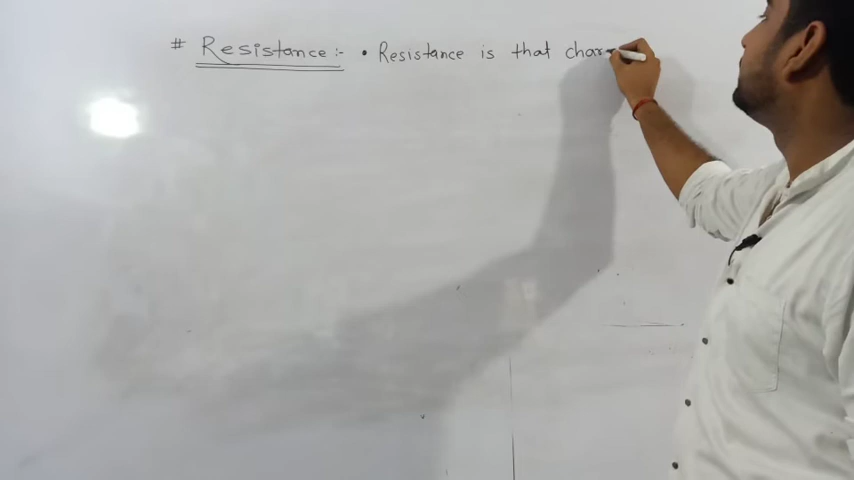 # Resistance :- • Resistance is that char